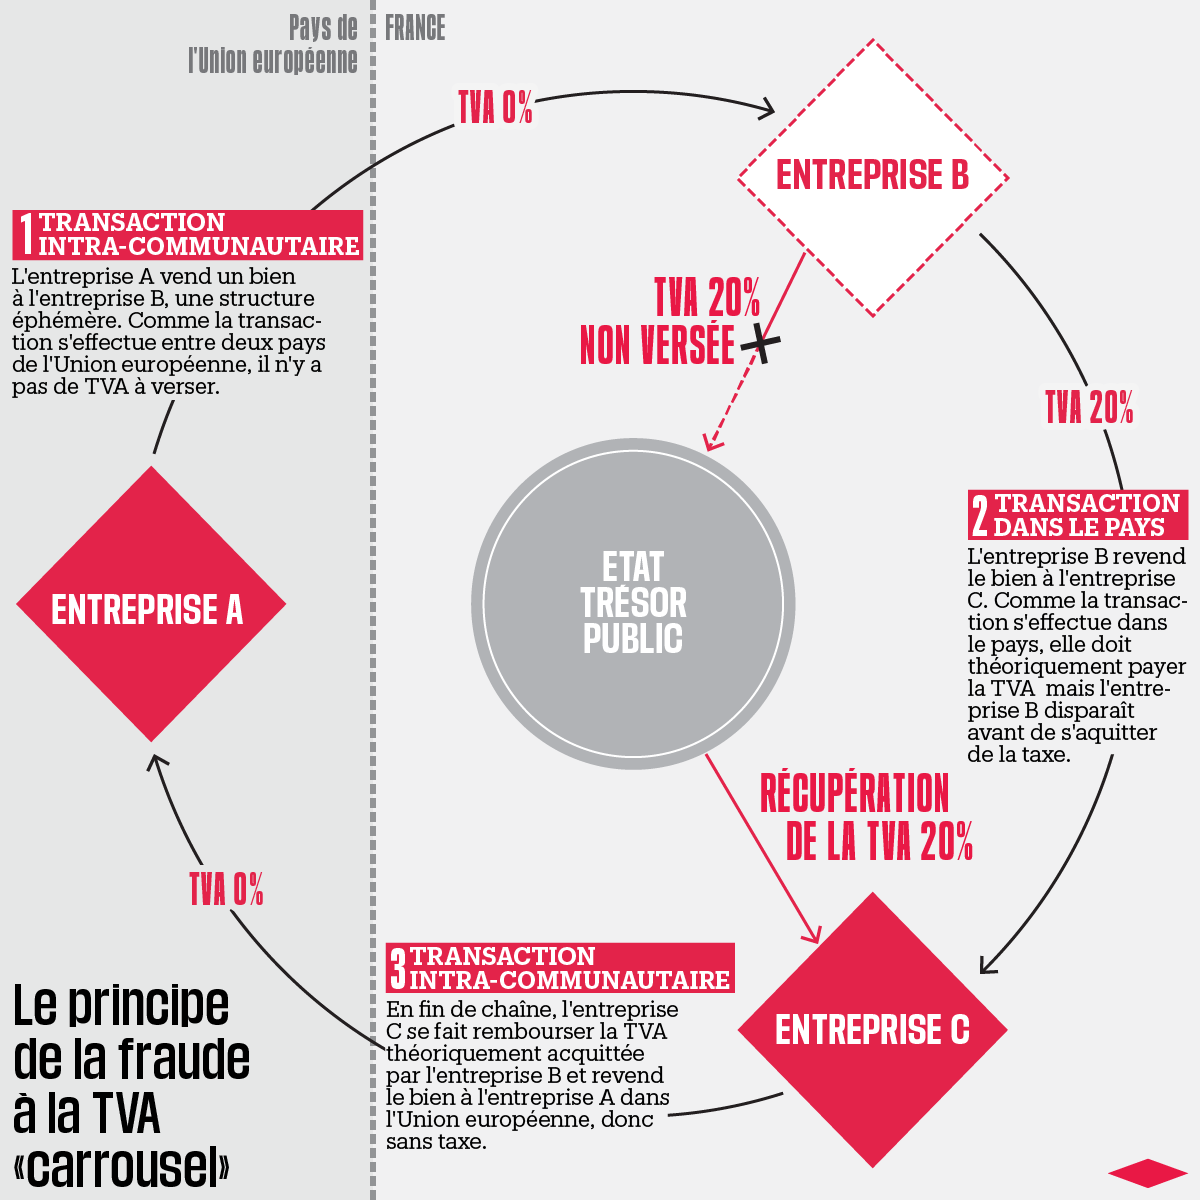 Pays de
l'Union européenne
FRANCE
TVA 0%
ENTREPRISE B
1 TRANSACTION
INTRA-COMMUNAUTAIRE
L'entreprise A vend un bien
à l'entreprise B, une structure
éphémère. Comme la transac-
tion s'effectue entre deux pays
de l'Union européenne, il n'y a
pas de TVA à verser.
TVA 20%
NON VERSÉE
TVA 20%
2 TRANSACTION
DANS LE PAYS
L'entreprise B revend
le bien à l'entreprise
C. Comme la transac-
tion s'effectue dans
le pays, elle doit
théoriquement payer
la TVA  mais l'entre-
prise B disparaît
avant de s'aquitter
de la taxe.
ENTREPRISE A
ETAT
TRÉSOR
PUBLIC
RÉCUPÉRATION
DE LA TVA 20%
TVA 0%
3 TRANSACTION
INTRA-COMMUNAUTAIRE
En fin de chaîne, l'entreprise
C se fait rembourser la TVA
théoriquement acquittée
par l'entreprise B et revend
le bien à l'entreprise A dans
l'Union européenne, donc
sans taxe.
ENTREPRISE C
Le principe
de la fraude
à la TVA
«carrousel»